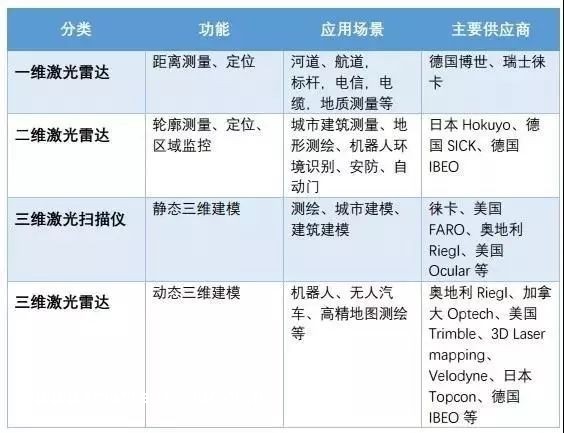 分类
功能
应用场景
主要供应商
一维激光雷达
距离测量、定位
河道、航道，
标杆，电信，电
缆，地质测量等
德国博世、瑞士徕
卡
二维激光雷达
轮廓测量、定位、
区域监控
城市建筑测量、地
形测绘、机器人环
境识别、安防、自
动门
日本 Hokuyo、德
国 SICK、德国
IBEO
三维激光扫描仪
静态三维建模
测绘、城市建模、
建筑建模
徕卡、美国
FARO、奥地利
Riegl、美国
Ocular 等
三维激光雷达
动态三维建模
机器人、无人汽
车、高精地图测绘
等
奥地利 Riegl、加拿
大 Optech、美国
Trimble、3D Laser
mapping、
Velodyne、日本
Topcon、德国
IBEO 等